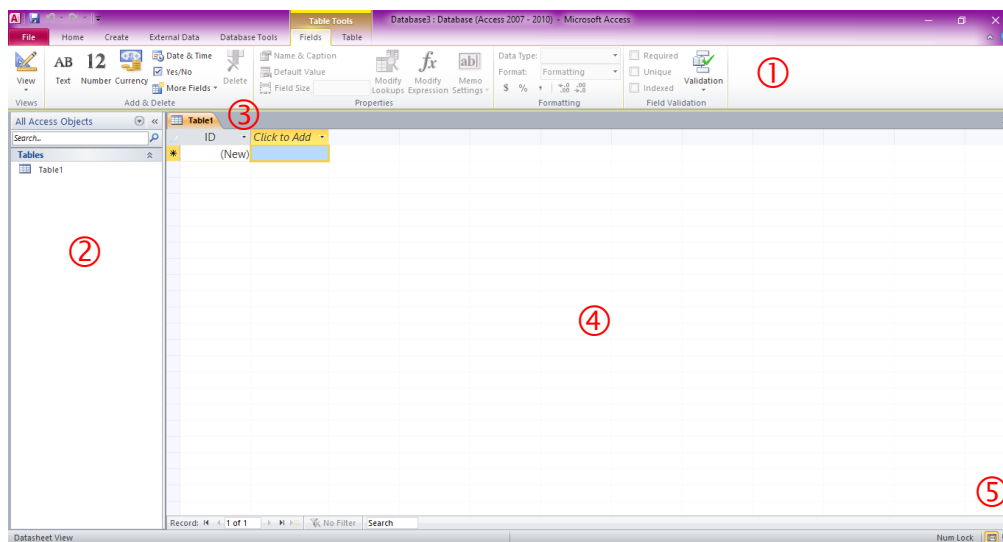 A
Table Tools
Database3 : Database (Access 2007 - 2010) - Microsoft Access
File Home Create External Data Database Tools Fields Table
View
AB
Text
12
Number
Currency
Date & Time
Yes/No
More Fields
Delete
Name & Caption
Default Value
Field Size
Modify
Lookups
fx
Modify
Expression
ab
Memo
Settings
Data Type:
Format: Formatting
$ % , .0 .00 .00 .0
Required
Unique
Indexed
Validation
①
Views Add & Delete Properties Formatting Field Validation
All Access Objects «
Search...
Tables
Table1
②
Table1
③
ID Click to Add
* (New)
④
⑤
Record: 1 of 1 No Filter Search
Datasheet View Num Lock